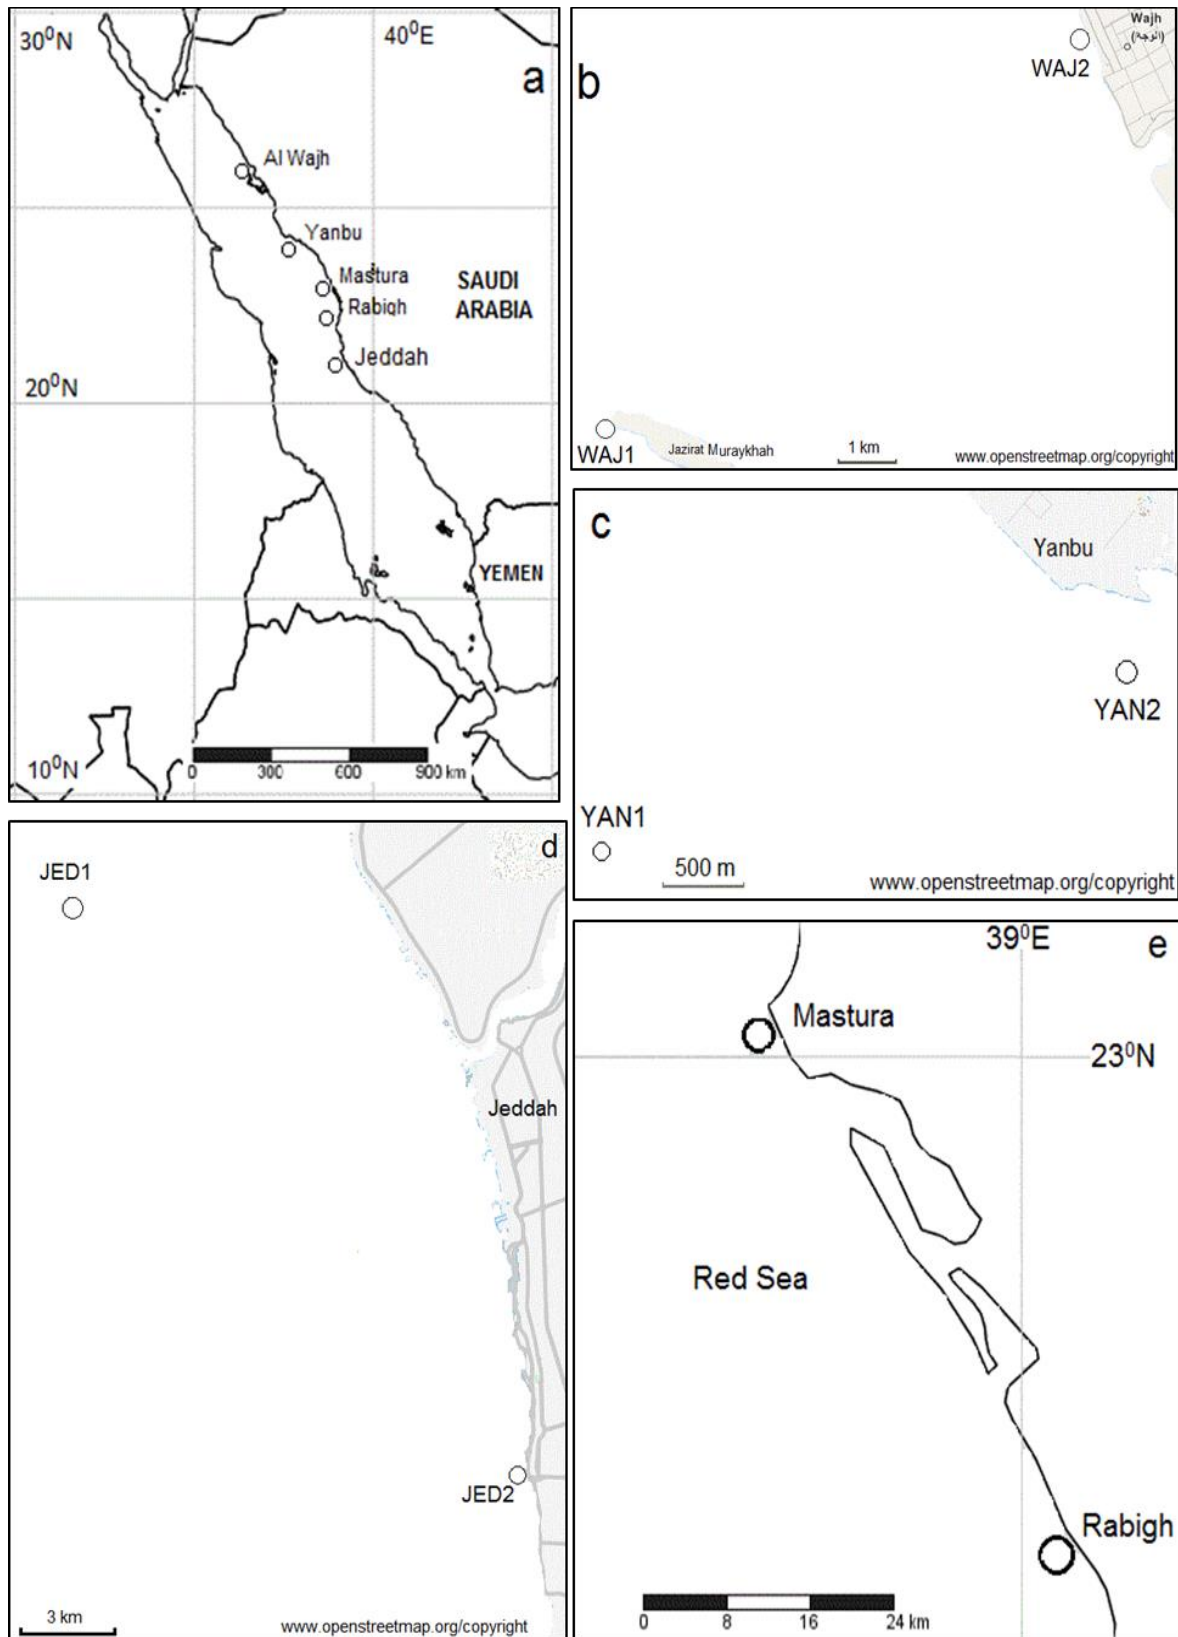 30⁰N
40⁰E
a
Al Wajh
Yanbu
Mastura
Rabigh
Jeddah
SAUDI
ARABIA
20⁰N
YEMEN
10⁰N
0 300 600 900 km
b
Wajh
(الوجة)
WAJ2
WAJ1
Jazirat Muraykhah
1 km
www.openstreetmap.org/copyright
c
Yanbu
YAN2
YAN1
500 m
www.openstreetmap.org/copyright
d
JED1
Jeddah
JED2
3 km
www.openstreetmap.org/copyright
39⁰E
e
Mastura
23⁰N
Red Sea
Rabigh
0 8 16 24 km